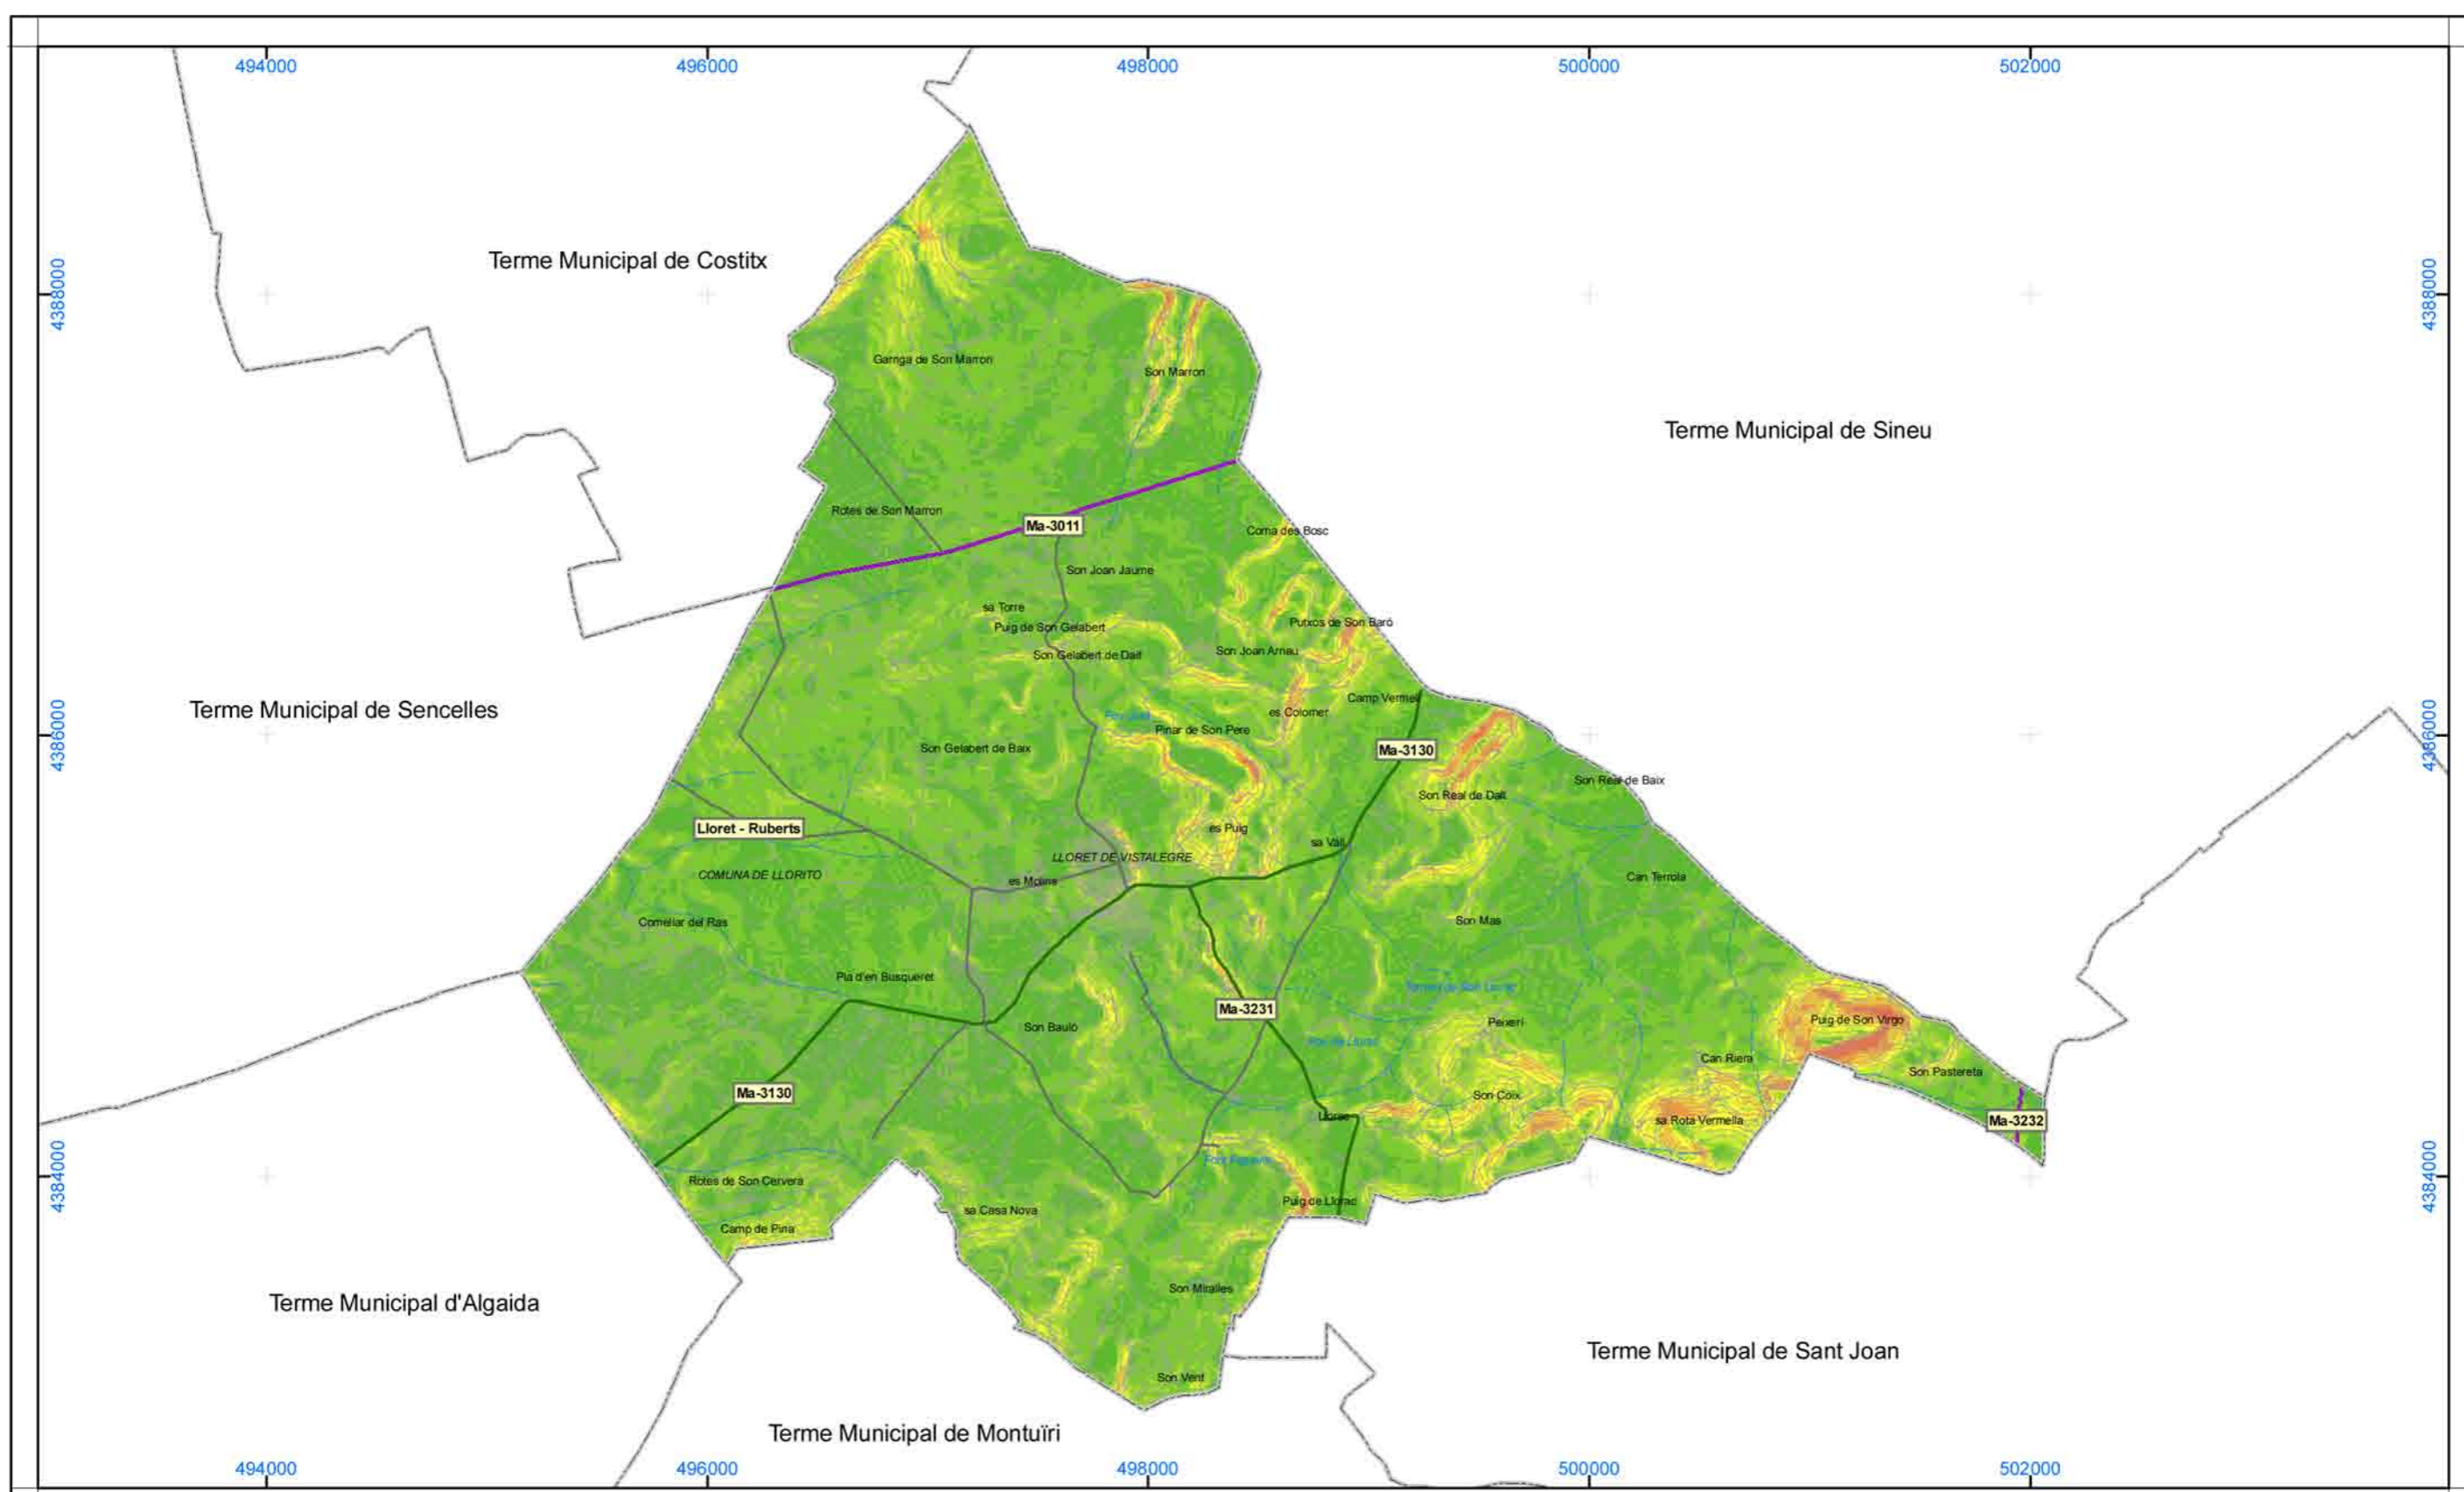 494000
496000
498000
500000
502000
Terme Municipal de Costitx
4388000
4388000
Garriga de Son Marron
Son Marron
Terme Municipal de Sineu
Rotes de Son Marron
Ma-3011
Coma des Bosc
Son Joan Jaume
sa Torre
Puig de Son Gelabert
Putxos de Son Baró
Son Gelabert de Dalt
Son Joan Arnau
Camp Vermell
Terme Municipal de Sencelles
es Colomer
4386000
4386000
Pinar de Son Pere
Son Gelabert de Baix
Ma-3130
Son Real de Baix
Son Real de Dalt
Lloret - Ruberts
es Puig
sa Vall
LLORET DE VISTALEGRE
COMUNA DE LLORITO
es Molins
Can Terrola
Comellar del Ras
Son Mas
Pla d'en Busqueret
Ma-3231
Peixerí
Puig de Son Virgo
Son Bauló
Can Riera
Son Pastereta
Ma-3130
Son Coix
Llorac
sa Rota Vermella
Ma-3232
4384000
4384000
Rotes de Son Cervera
Puig de Llorac
sa Casa Nova
Camp de Pina
Son Miralles
Terme Municipal d'Algaida
Terme Municipal de Sant Joan
Son Vent
Terme Municipal de Montuïri
494000
496000
498000
500000
502000